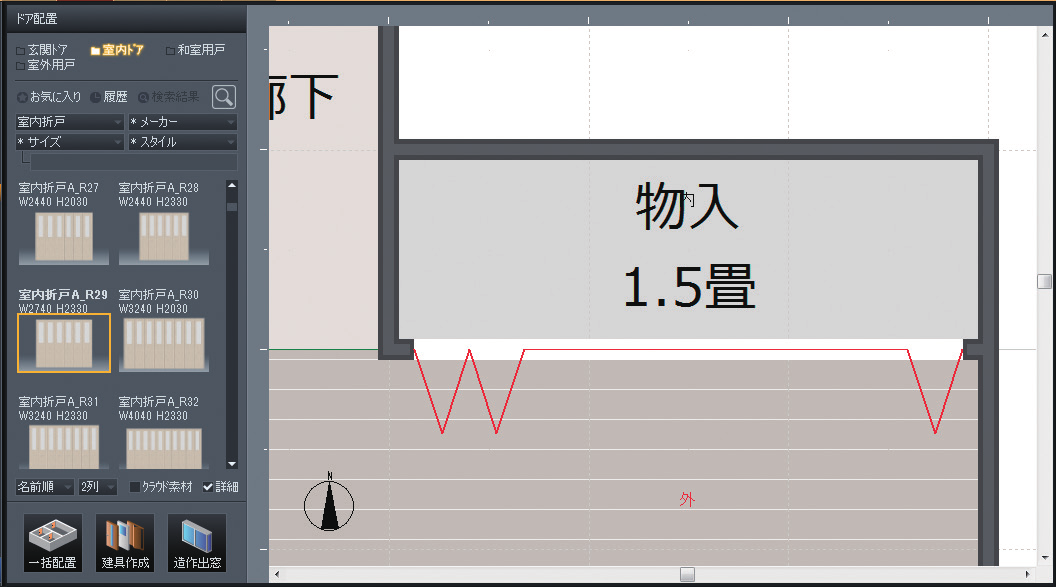 ドア配置
玄関ドア 室内ドア 和室用戸
室外用戸
お気に入り 履歴 検索結果
室内折戸 * メーカー
* サイズ * スタイル
室内折戸A_R27 室内折戸A_R28
W2440 H2030 W2440 H2330
室内折戸A_R29 室内折戸A_R30
W2740 H2330 W3240 H2030
室内折戸A_R31 室内折戸A_R32
W3240 H2330 W4040 H2330
名前順 2列 クラウド素材 詳細
一括配置 建具作成 造作出窓
廊下
物入
内
1.5畳
N
外